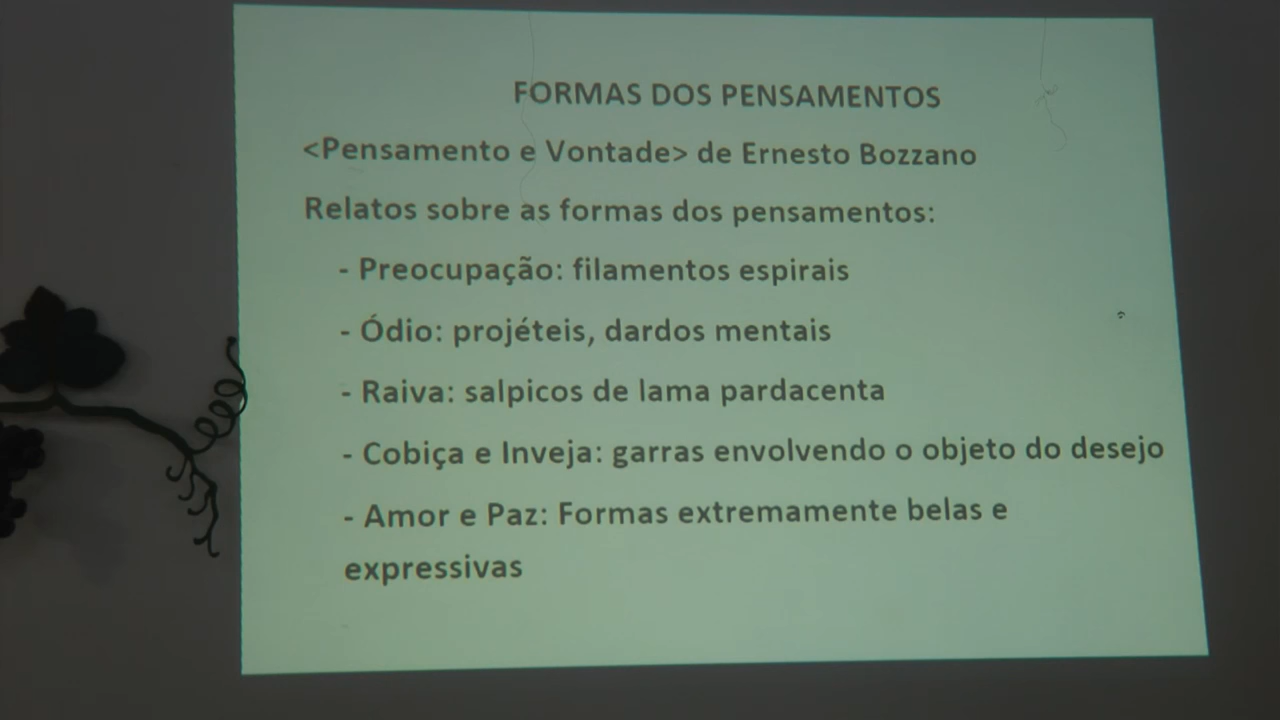 FORMAS DOS PENSAMENTOS
<Pensamento e Vontade> de Ernesto Bozzano
Relatos sobre as formas dos pensamentos:
- Preocupação: filamentos espirais
- Ódio: projéteis, dardos mentais
- Raiva: salpicos de lama pardacenta
- Cobiça e Inveja: garras envolvendo o objeto do desejo
- Amor e Paz: Formas extremamente belas e
expressivas